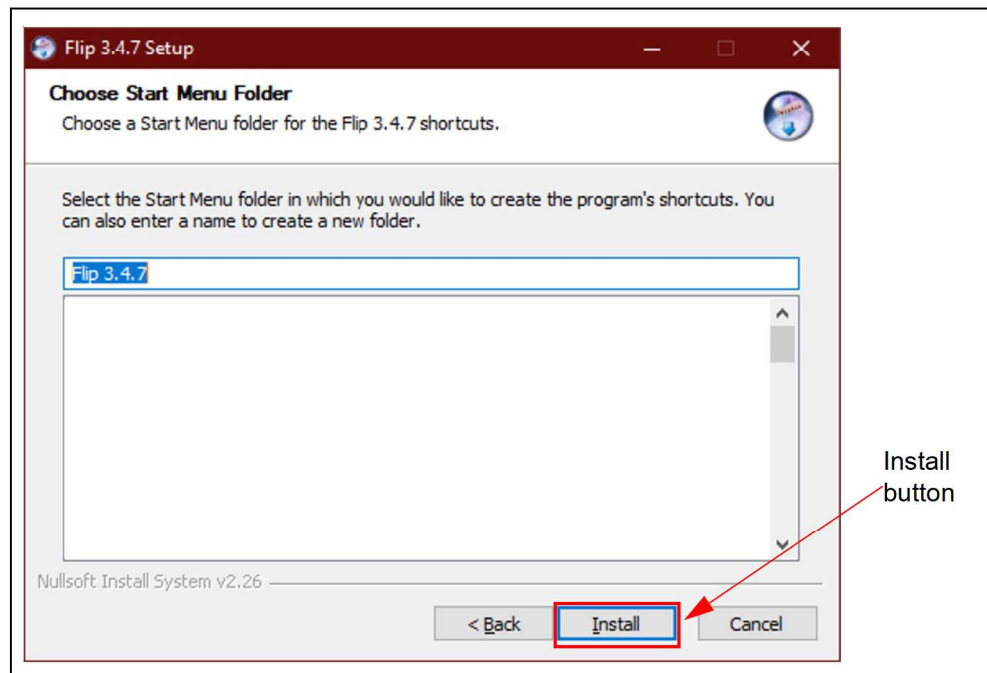 Flip 3.4.7 Setup
Choose Start Menu Folder
Choose a Start Menu folder for the Flip 3.4.7 shortcuts.
Select the Start Menu folder in which you would like to create the program's shortcuts. You
can also enter a name to create a new folder.
Flip 3.4.7
Install
button
Nullsoft Install System v2.26
< Back
Install
Cancel